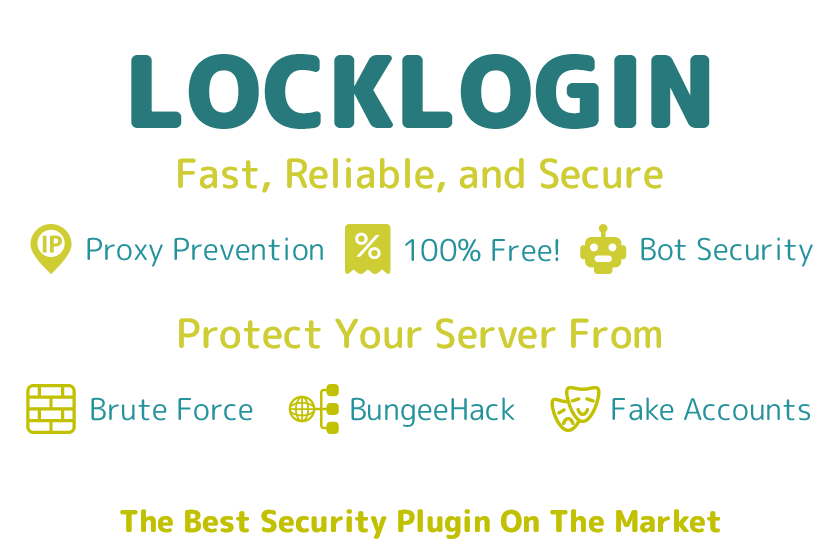 LOCKLOGIN
Fast, Reliable, and Secure
IP Proxy Prevention % 100% Free! Bot Security
Protect Your Server From
Brute Force BungeeHack Fake Accounts
The Best Security Plugin On The Market